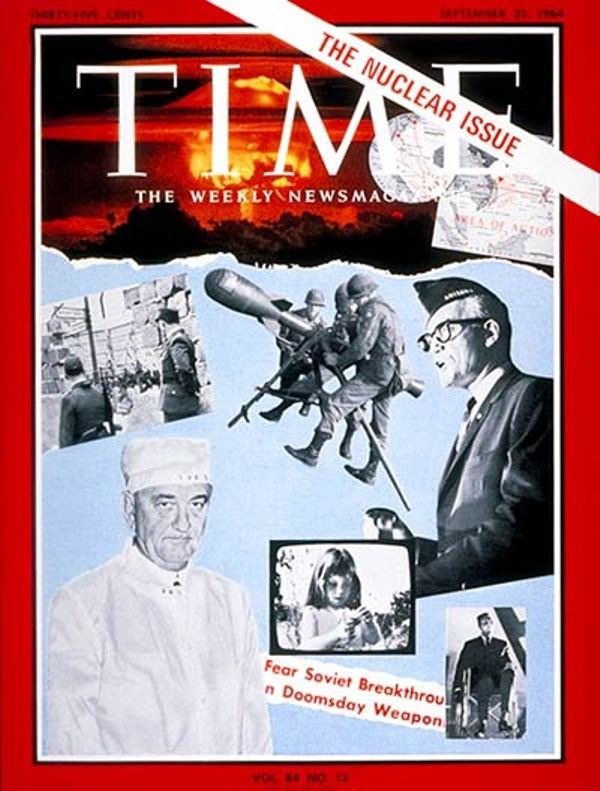 THIRTY-FIVE CENTS
SEPTEMBER 25, 1964
THE NUCLEAR ISSUE
TIME
THE WEEKLY NEWSMAG
AREA OF ACTION
Fear Soviet Breakthrou
n Doomsday Weapon
VOL. 84 NO. 13